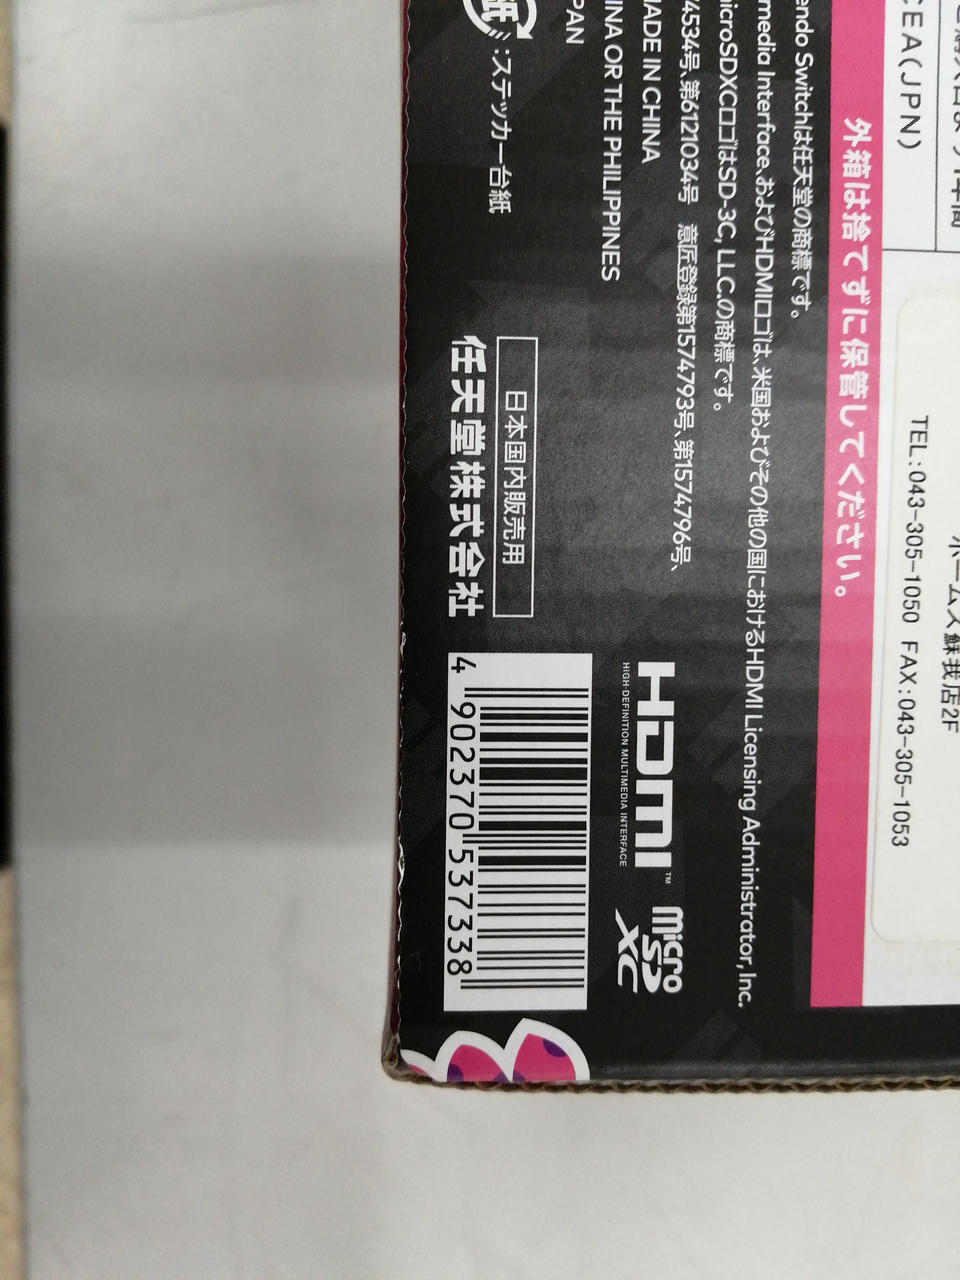 CEA(JPN)
ホームズ蘇我店2F
TEL:043-305-1050 FAX:043-305-1053
外箱は捨てずに保管してください。
endo Switchは任天堂の商標です。
media Interface、およびHDMIロゴは、米国およびその他の国におけるHDMI Licensing Administrator, Inc.
icroSDXCロゴはSD-3C, LLC.の商標です。
74534号、第6121034号 意匠登録第1574793号、第1574796号、
MADE IN CHINA
INA OR THE PHILIPPINES
PAN
:ステッカー台紙
日本国内販売用
任天堂株式会社
HDMI™
HIGH-DEFINITION MULTIMEDIA INTERFACE
micro
SD
XC
4 902370 537338